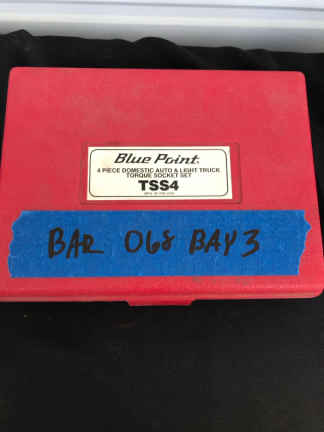 Blue Point
4 PIECE DOMESTIC AUTO & LIGHT TRUCK
TORQUE SOCKET SET
TSS4
BAR 068 BAY 3